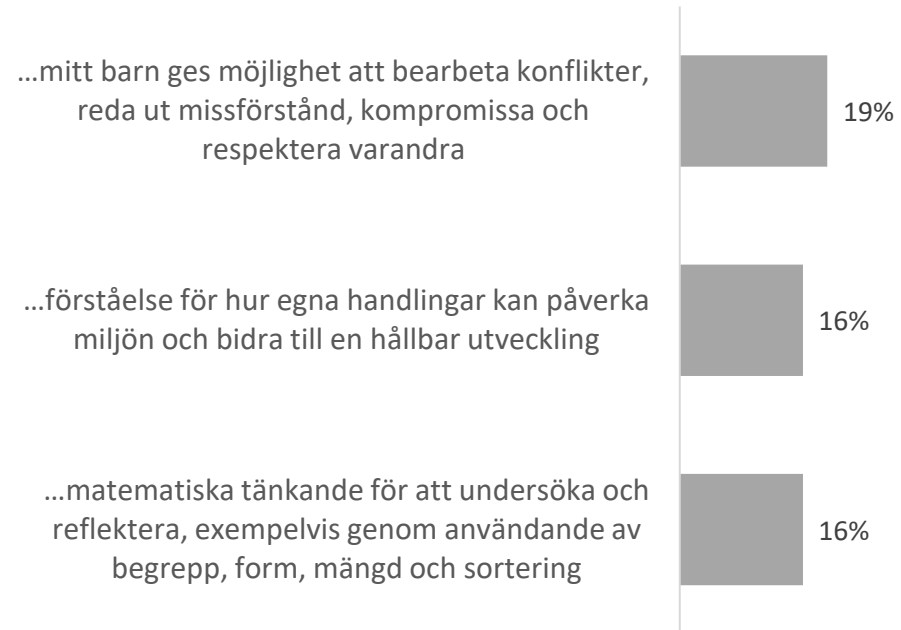 …mitt barn ges möjlighet att bearbeta konflikter,
reda ut missförstånd, kompromissa och
respektera varandra
19%
…förståelse för hur egna handlingar kan påverka
miljön och bidra till en hållbar utveckling
16%
…matematiska tänkande för att undersöka och
reflektera, exempelvis genom användande av
begrepp, form, mängd och sortering
16%